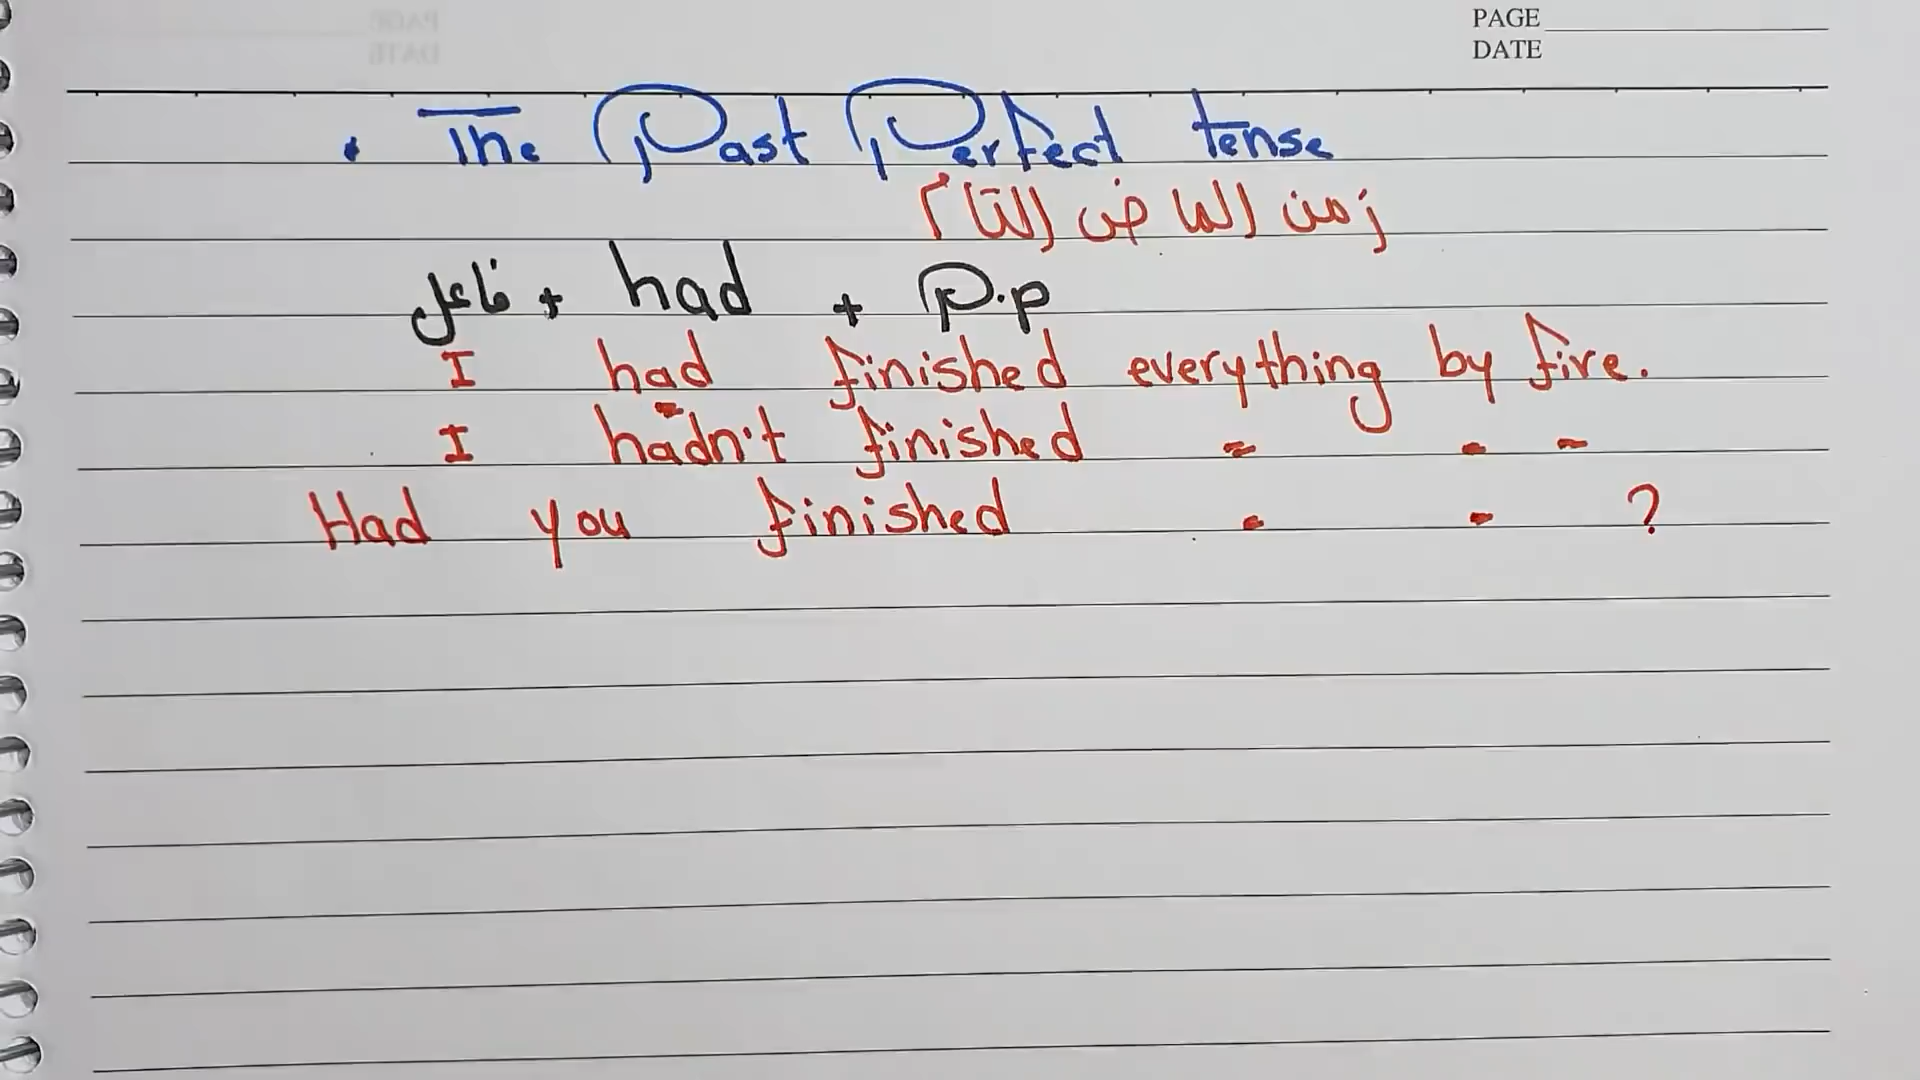 PAGE
DATE
• The Past Perfect tense
زمن الماضي التام
فاعل + had + P.p
I had finished everything by five.
I hadn't finished = - -
Had you finished - - ?